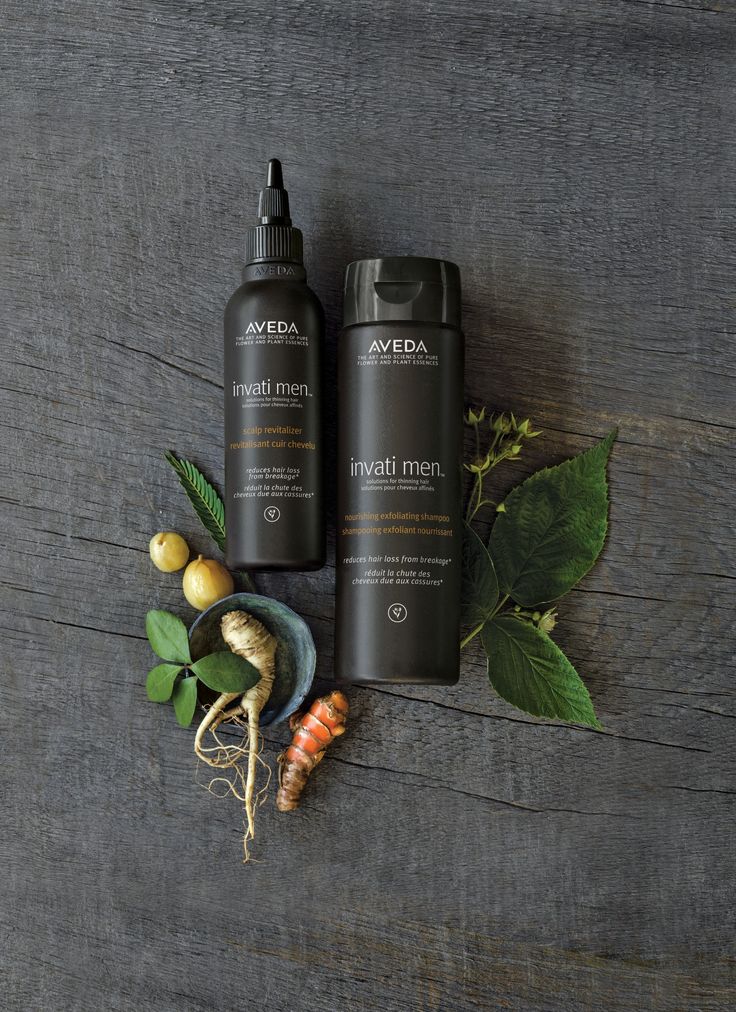 AVEDA
AVEDA
THE ART AND SCIENCE OF PURE
FLOWER AND PLANT ESSENCES
invati men™
solutions for thinning hair
solutions pour cheveux affinés
scalp revitalizer
revitalisant cuir chevelu
reduces hair loss
from breakage*
réduit la chute des
cheveux due aux cassures*
AVEDA
THE ART AND SCIENCE OF PURE
FLOWER AND PLANT ESSENCES
invati men™
solutions for thinning hair
solutions pour cheveux affinés
nourishing exfoliating shampoo
shampooing exfoliant nourrissant
reduces hair loss from breakage*
réduit la chute des
cheveux due aux cassures*